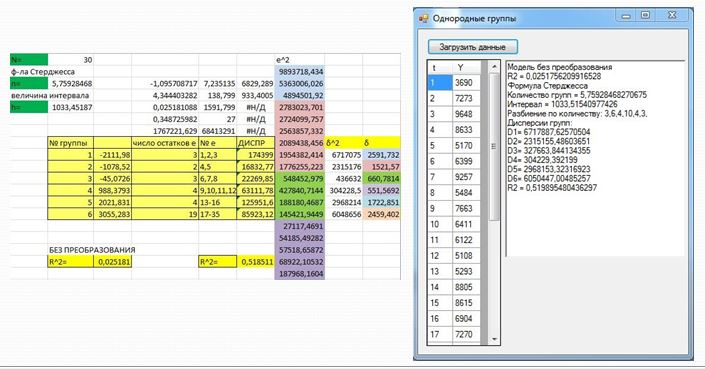 N= 30 e^2
9893718,434
ф-ла Стерджесса 5363006,026
n= 5,75928468 -1,095708717 7,235135 6829,289 4894501,92
величина интервала 4,344403282 138,799 933,4005
h= 1033,45187 0,025181088 1591,799 #Н/Д 2783023,701
0,348725982 27 #Н/Д 2724099,757
1767221,629 68413291 #Н/Д 2563857,332
2089438,456
№ группы число остатков e № e ДИСПР δ^2 δ
1 -2111,98 3 1,2,3 174399 1954382,414 6717075 2591,732
2 -1078,52 4 6,7,8 16832,77 1776255,223 2315176 1521,57
3 -45,0726 3 6,7,8 22269,85 548452,979 436632 660,7814
4 988,3793 4 9,10,11,12 63111,78 427840,7144 304228,5 551,5692
5 2021,831 4 13-16 125951,6 188180,4687 2968214 1722,851
6 3055,283 19 17-35 85923,12 145421,9449 6048656 2459,402
27117,4691
54185,49282
БЕЗ ПРЕОБРАЗОВАНИЯ 57518,65872
R^2= 0,025181 R^2= 0,518511 68922,10532
187968,1604
Однородные группы
Загрузить данные
t Y
1 3690
2 7273
3 9648
4 8633
5 5170
6 6399
7 9257
8 5484
9 7663
10 6411
11 6122
12 5108
13 5293
14 8805
15 8615
16 6904
17 7270
Модель без преобразования
R2 = 0,0251756209916528
Формула Стерджесса
Количество групп = 5,75928468270675
Интервал = 1033,51540977426
Разбиение по количеству: 3,6,4,10,4,3,
Дисперсии групп:
D1= 6717887,62570504
D2= 2315155,48603651
D3= 327663,844134355
D4= 304229,392199
D5= 2968153,32316923
D6= 6050447,00485257
R2 = 0,519895480436297